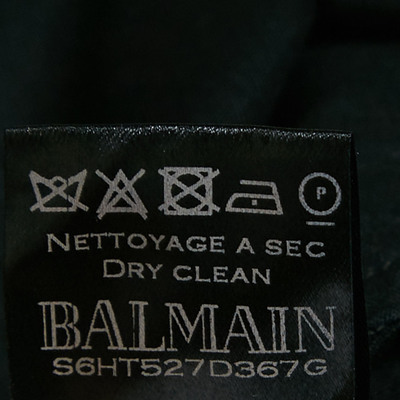 P
NETTOYAGE A SEC
DRY CLEAN
BALMAIN
S6HT527D367G